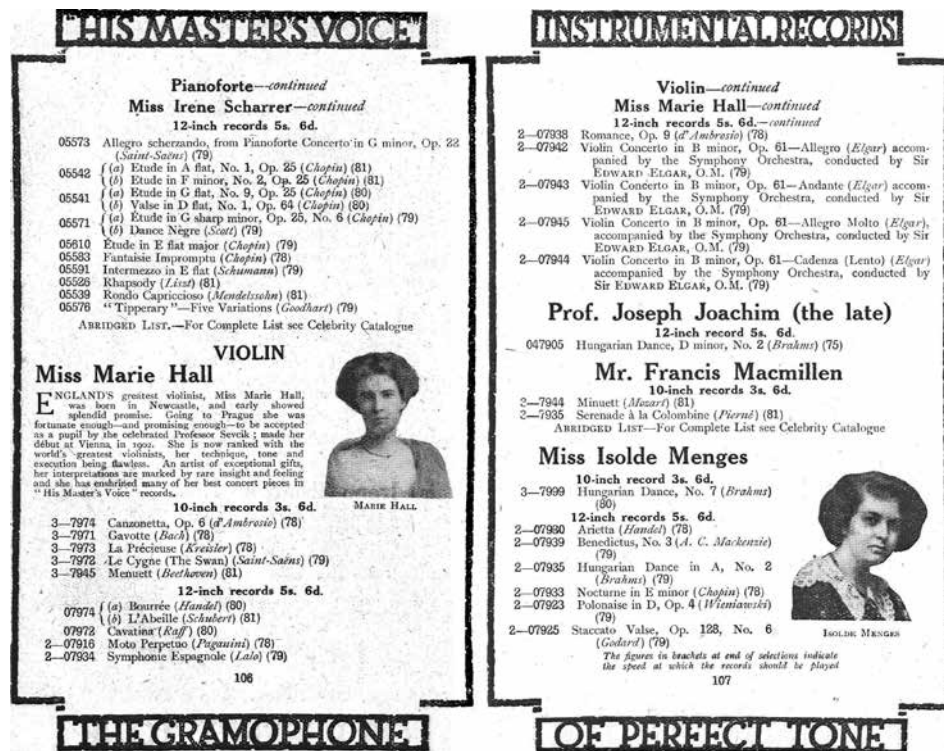 "HIS MASTER'S VOICE"
Pianoforte—continued
Miss Irene Scharrer—continued
12-inch records 5s. 6d.
05573 Allegro scherzando, from Pianoforte Concerto in G minor, Op. 22
(Saint-Saëns) (79)
05542 { (a) Etude in A flat, No. 1, Op. 25 (Chopin) (81)
(b) Etude in F minor, No. 2, Op. 25 (Chopin) (81)
05541 { (a) Étude in G flat, No. 9, Op. 25 (Chopin) (80)
(b) Valse in D flat, No. 1, Op. 64 (Chopin) (80)
05571 { (a) Étude in G sharp minor, Op. 25, No. 6 (Chopin) (79)
(b) Dance Nègre (Scott) (79)
05610 Étude in E flat major (Chopin) (79)
05583 Fantaisie Impromptu (Chopin) (78)
05591 Intermezzo in E flat (Schumann) (79)
05526 Rhapsody (Liszt) (81)
05539 Rondo Capriccioso (Mendelssohn) (81)
05576 "Tipperary"—Five Variations (Goodhart) (79)
ABRIDGED LIST.—For Complete List see Celebrity Catalogue
VIOLIN
Miss Marie Hall
ENGLAND'S greatest violinist, Miss Marie Hall,
was born in Newcastle, and early showed
splendid promise. Going to Prague she was
fortunate enough—and promising enough—to be accepted
as a pupil by the celebrated Professor Sevcik; made her
début at Vienna, in 1902. She is now ranked with the
world's greatest violinists, her technique, tone and
execution being flawless. An artist of exceptional gifts,
her interpretations are marked by rare insight and feeling
and she has enshrined many of her best concert pieces in
"His Master's Voice" records.
MARIE HALL
10-inch records 3s. 6d.
3—7974 Canzonetta, Op. 6 (d'Ambrosio) (78)
3—7971 Gavotte (Bach) (78)
3—7973 La Précieuse (Kreisler) (78)
3—7972 Le Cygne (The Swan) (Saint-Saëns) (79)
3—7945 Menuett (Beethoven) (81)
12-inch records 5s. 6d.
07974 { (a) Bourrée (Handel) (80)
(b) L'Abeille (Schubert) (81)
07972 Cavatina (Raff) (80)
2—07916 Moto Perpetuo (Paganini) (78)
2—07934 Symphonie Espagnole (Lalo) (79)
106
THE GRAMOPHONE
INSTRUMENTAL RECORDS
Violin—continued
Miss Marie Hall—continued
12-inch records 5s. 6d.—continued
2—07938 Romance, Op. 9 (d'Ambrosio) (78)
2—07942 Violin Concerto in B minor, Op. 61—Allegro (Elgar) accom-
panied by the Symphony Orchestra, conducted by Sir
EDWARD ELGAR, O.M. (79)
2—07943 Violin Concerto in B minor, Op. 61—Andante (Elgar) accom-
panied by the Symphony Orchestra, conducted by Sir
EDWARD ELGAR, O.M. (79)
2—07945 Violin Concerto in B minor, Op. 61—Allegro Molto (Elgar),
accompanied by the Symphony Orchestra, conducted by Sir
EDWARD ELGAR, O.M. (79)
2—07944 Violin Concerto in B minor, Op. 61—Cadenza (Lento) (Elgar)
accompanied by the Symphony Orchestra, conducted by
Sir EDWARD ELGAR, O.M. (79)
Prof. Joseph Joachim (the late)
12-inch record 5s. 6d.
047905 Hungarian Dance, D minor, No. 2 (Brahms) (75)
Mr. Francis Macmillen
10-inch records 3s. 6d.
2—7944 Minuett (Mozart) (81)
2—7935 Serenade à la Colombine (Pierné) (81)
ABRIDGED LIST—For Complete List see Celebrity Catalogue
Miss Isolde Menges
10-inch record 3s. 6d.
3—7999 Hungarian Dance, No. 7 (Brahms)
(80)
12-inch records 5s. 6d.
2—07980 Arietta (Handel) (78)
2—07939 Benedictus, No. 3 (A. C. Mackenzie)
(79)
2—07935 Hungarian Dance in A, No. 2
(Brahms) (79)
2—07933 Nocturne in E minor (Chopin) (78)
2—07923 Polonaise in D, Op. 4 (Wieniawski)
(79)
2—07925 Staccato Valse, Op. 128, No. 6
(Godard) (79)
ISOLDE MENGES
The figures in brackets at end of selections indicate
the speed at which the records should be played
107
OF PERFECT TONE